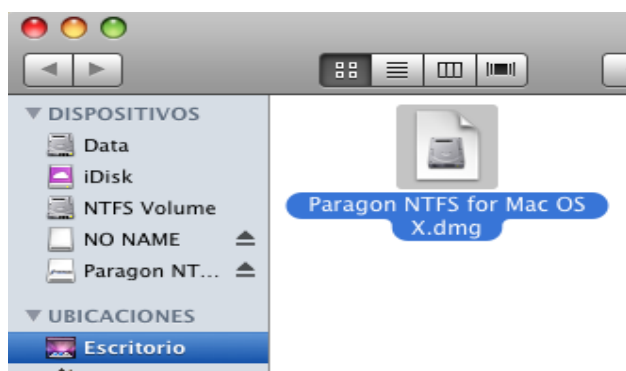 DISPOSITIVOS
Data
iDisk
NTFS Volume
NO NAME
Paragon NT...
UBICACIONES
Escritorio
Paragon NTFS for Mac OS
X.dmg